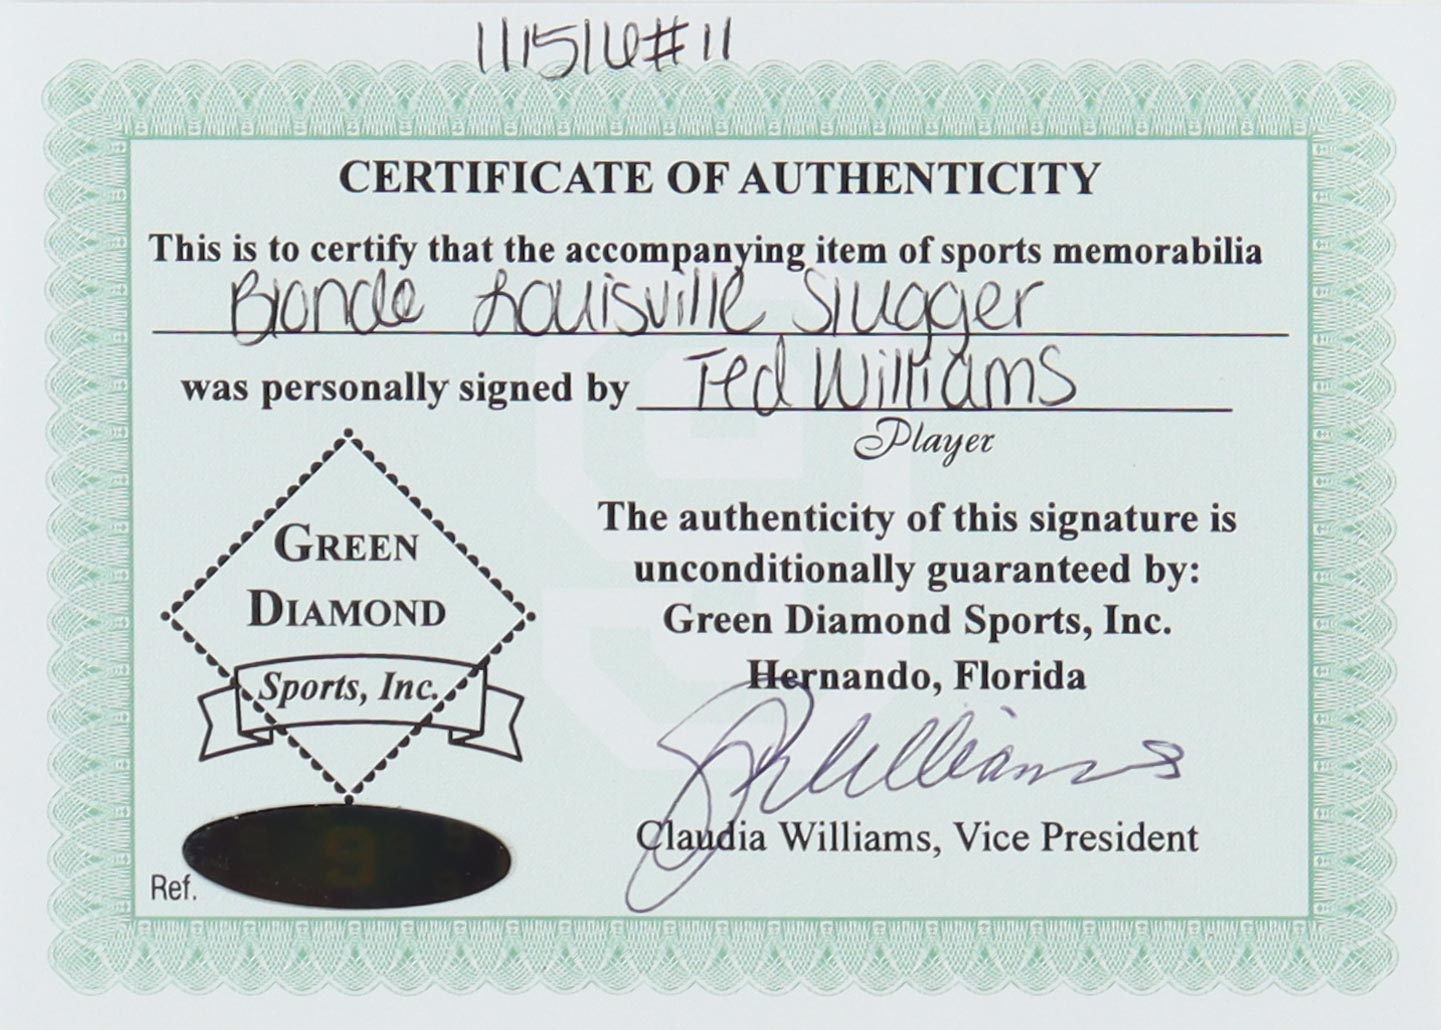 111516#11
CERTIFICATE OF AUTHENTICITY
This is to certify that the accompanying item of sports memorabilia
Blonde Louisville Slugger
was personally signed by Ted Williams
Player
GREEN
DIAMOND
Sports, Inc.
The authenticity of this signature is
unconditionally guaranteed by:
Green Diamond Sports, Inc.
Hernando, Florida
Claudia Williams, Vice President
Ref.
9